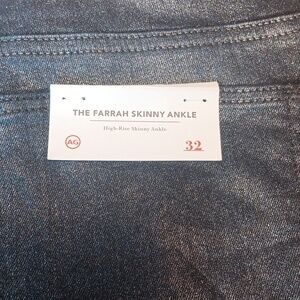 THE FARRAH SKINNY ANKLE
High-Rise Skinny Ankle
AG
32